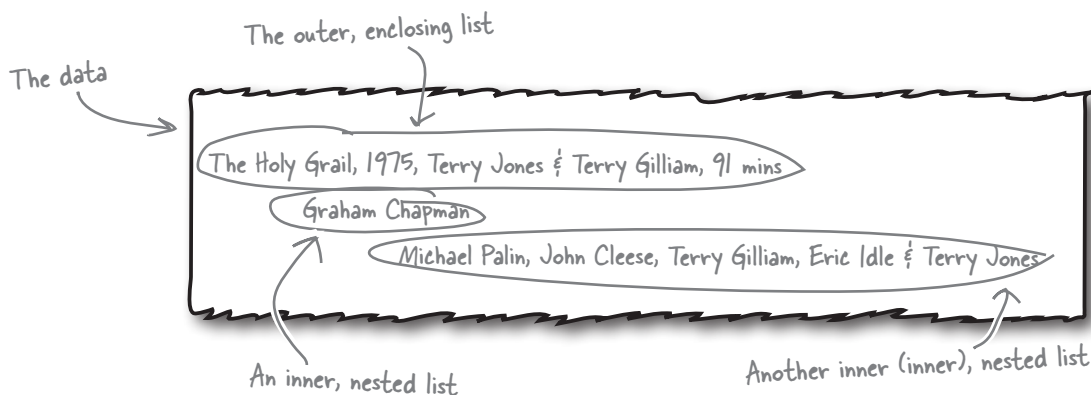 The outer, enclosing list
The data
The Holy Grail, 1975, Terry Jones & Terry Gilliam, 91 mins
Graham Chapman
Michael Palin, John Cleese, Terry Gilliam, Eric Idle & Terry Jones
An inner, nested list
Another inner (inner), nested list